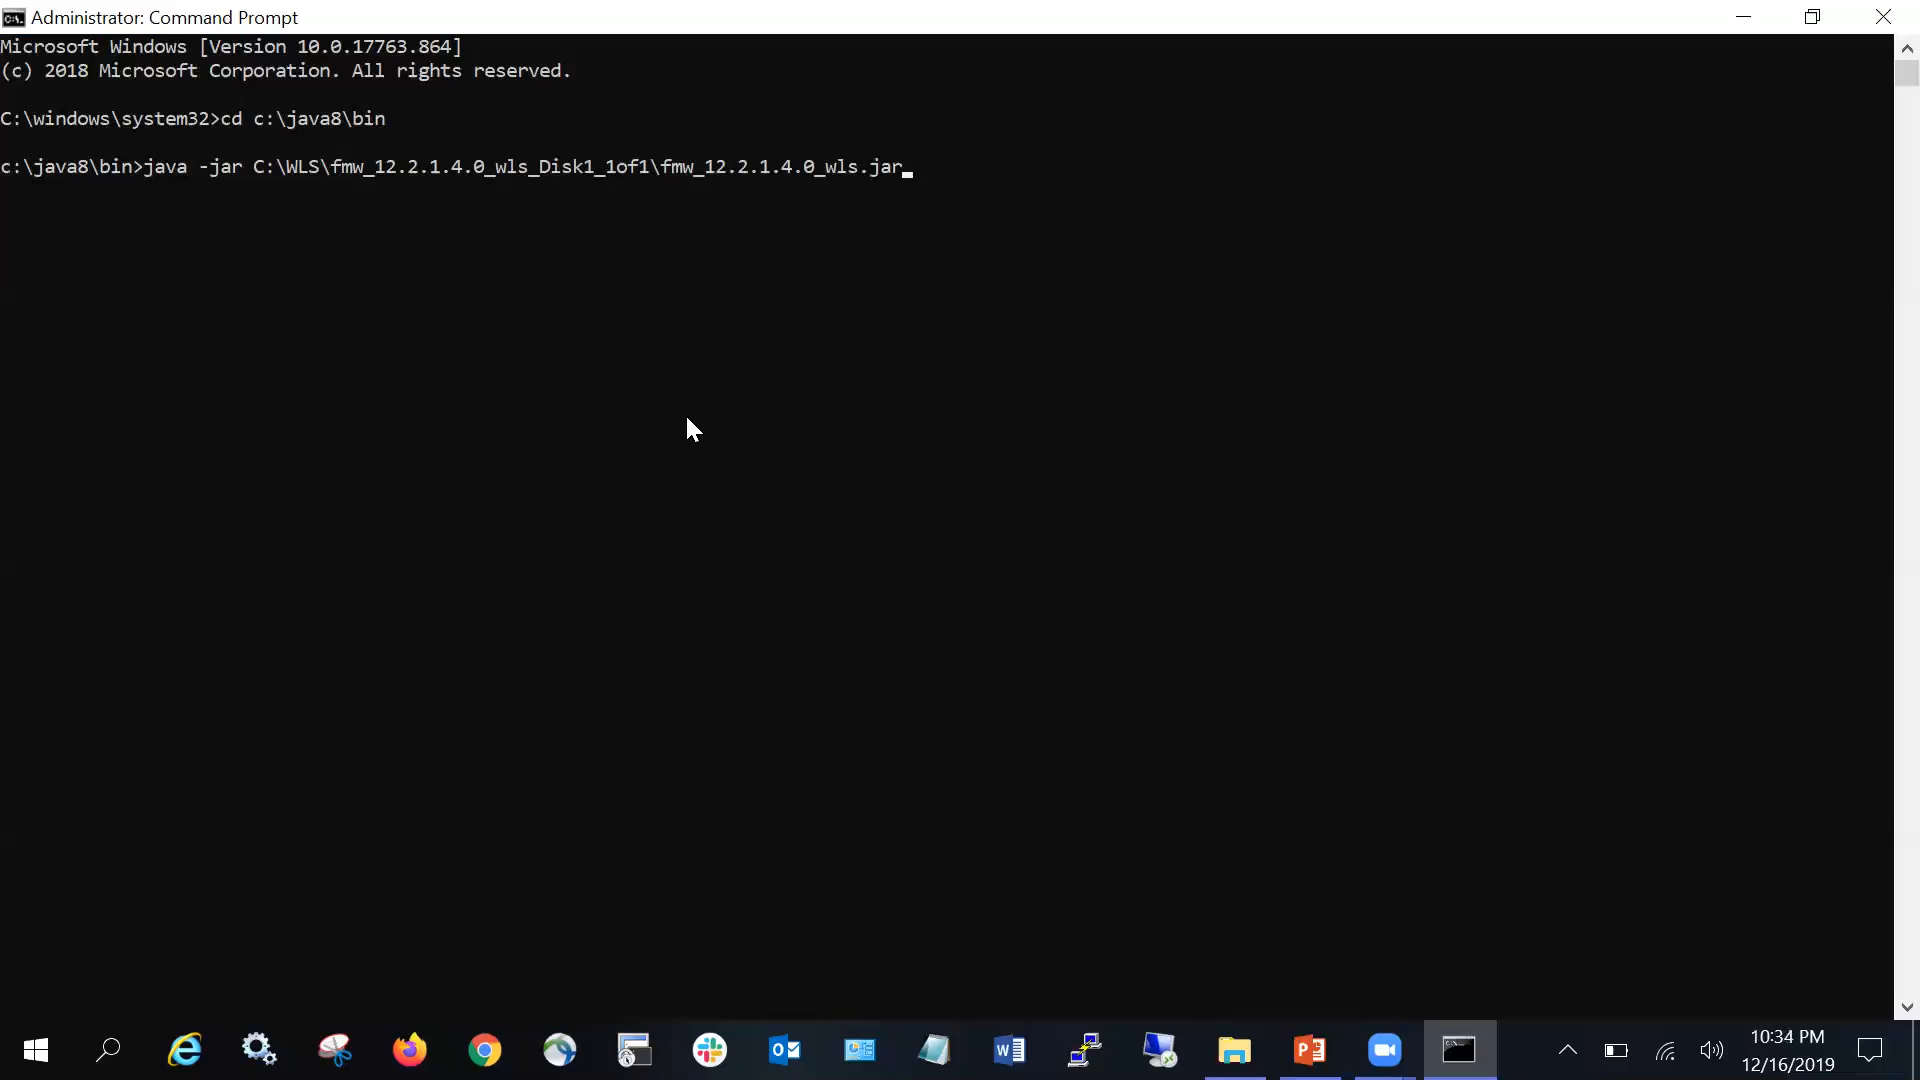 Administrator: Command Prompt
Microsoft Windows [Version 10.0.17763.864]
(c) 2018 Microsoft Corporation. All rights reserved.
C:\windows\system32>cd c:\java8\bin
c:\java8\bin>java -jar C:\WLS\fmw_12.2.1.4.0_wls_Disk1_1of1\fmw_12.2.1.4.0_wls.jar
10:34 PM
12/16/2019